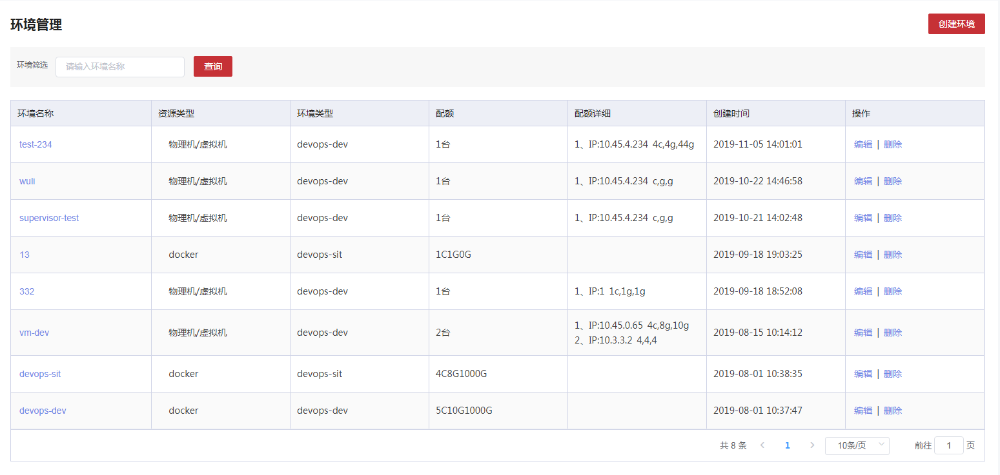 环境管理
创建环境
环境筛选 请输入环境名称 查询
环境名称 资源类型 环境类型 配额 配额详细 创建时间 操作
test-234 物理机/虚拟机 devops-dev 1台 1、IP:10.45.4.234 4c,4g,44g 2019-11-05 14:01:01 编辑 | 删除
wuli 物理机/虚拟机 devops-dev 1台 1、IP:10.45.4.234 c,g,g 2019-10-22 14:46:58 编辑 | 删除
supervisor-test 物理机/虚拟机 devops-dev 1台 1、IP:10.45.4.234 c,g,g 2019-10-21 14:02:48 编辑 | 删除
13 docker devops-sit 1C1G0G 2019-09-18 19:03:25 编辑 | 删除
332 物理机/虚拟机 devops-dev 1台 1、IP:1 1c,1g,1g 2019-09-18 18:52:08 编辑 | 删除
vm-dev 物理机/虚拟机 devops-dev 2台 1、IP:10.45.0.65 4c,8g,10g 2019-08-15 10:14:12 编辑 | 删除
2、IP:10.3.3.2 4,4,4
devops-sit docker devops-sit 4C8G1000G 2019-08-01 10:38:35 编辑 | 删除
devops-dev docker devops-dev 5C10G1000G 2019-08-01 10:37:47 编辑 | 删除
共 8 条 1 10条/页 前往 1 页